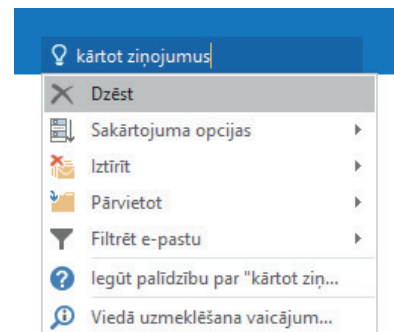 kārtot ziņojumus
Dzēst
Sakārtojuma opcijas
Iztīrīt
Pārvietot
Filtrēt e-pastu
Iegūt palīdzību par "kārtot ziņ...
Viedā uzmeklēšana vaicājum...